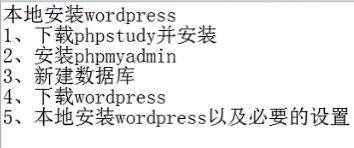 本地安装wordpress
1、下载phpstudy并安装
2、安装phpmyadmin
3、新建数据库
4、下载wordpress
5、本地安装wordpress以及必要的设置